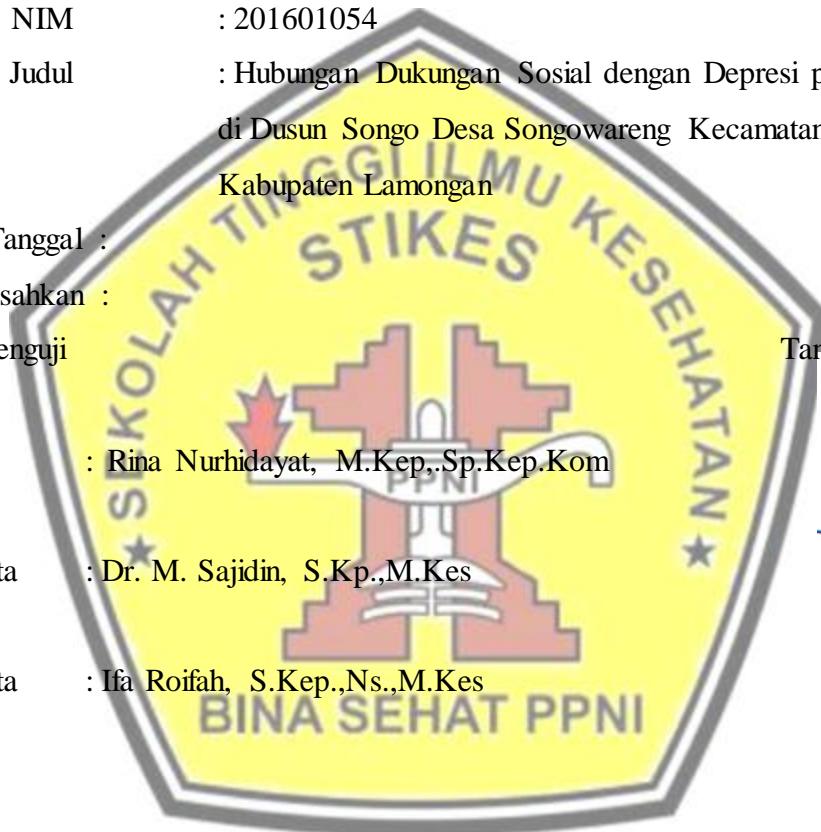 NIM : 201601054
Judul : Hubungan Dukungan Sosial dengan Depresi p
di Dusun Songo Desa Songowareng Kecamatan
Kabupaten Lamongan
Tanggal :
sahkan :
enguji Tan
: Rina Nurhidayat, M.Kep,.Sp.Kep.Kom
ta : Dr. M. Sajidin, S.Kp.,M.Kes
ta : Ifa Roifah, S.Kep.,Ns.,M.Kes
SEKOLAH TINGGI ILMU KESEHATAN
STIKES
PPNI
BINA SEHAT PPNI